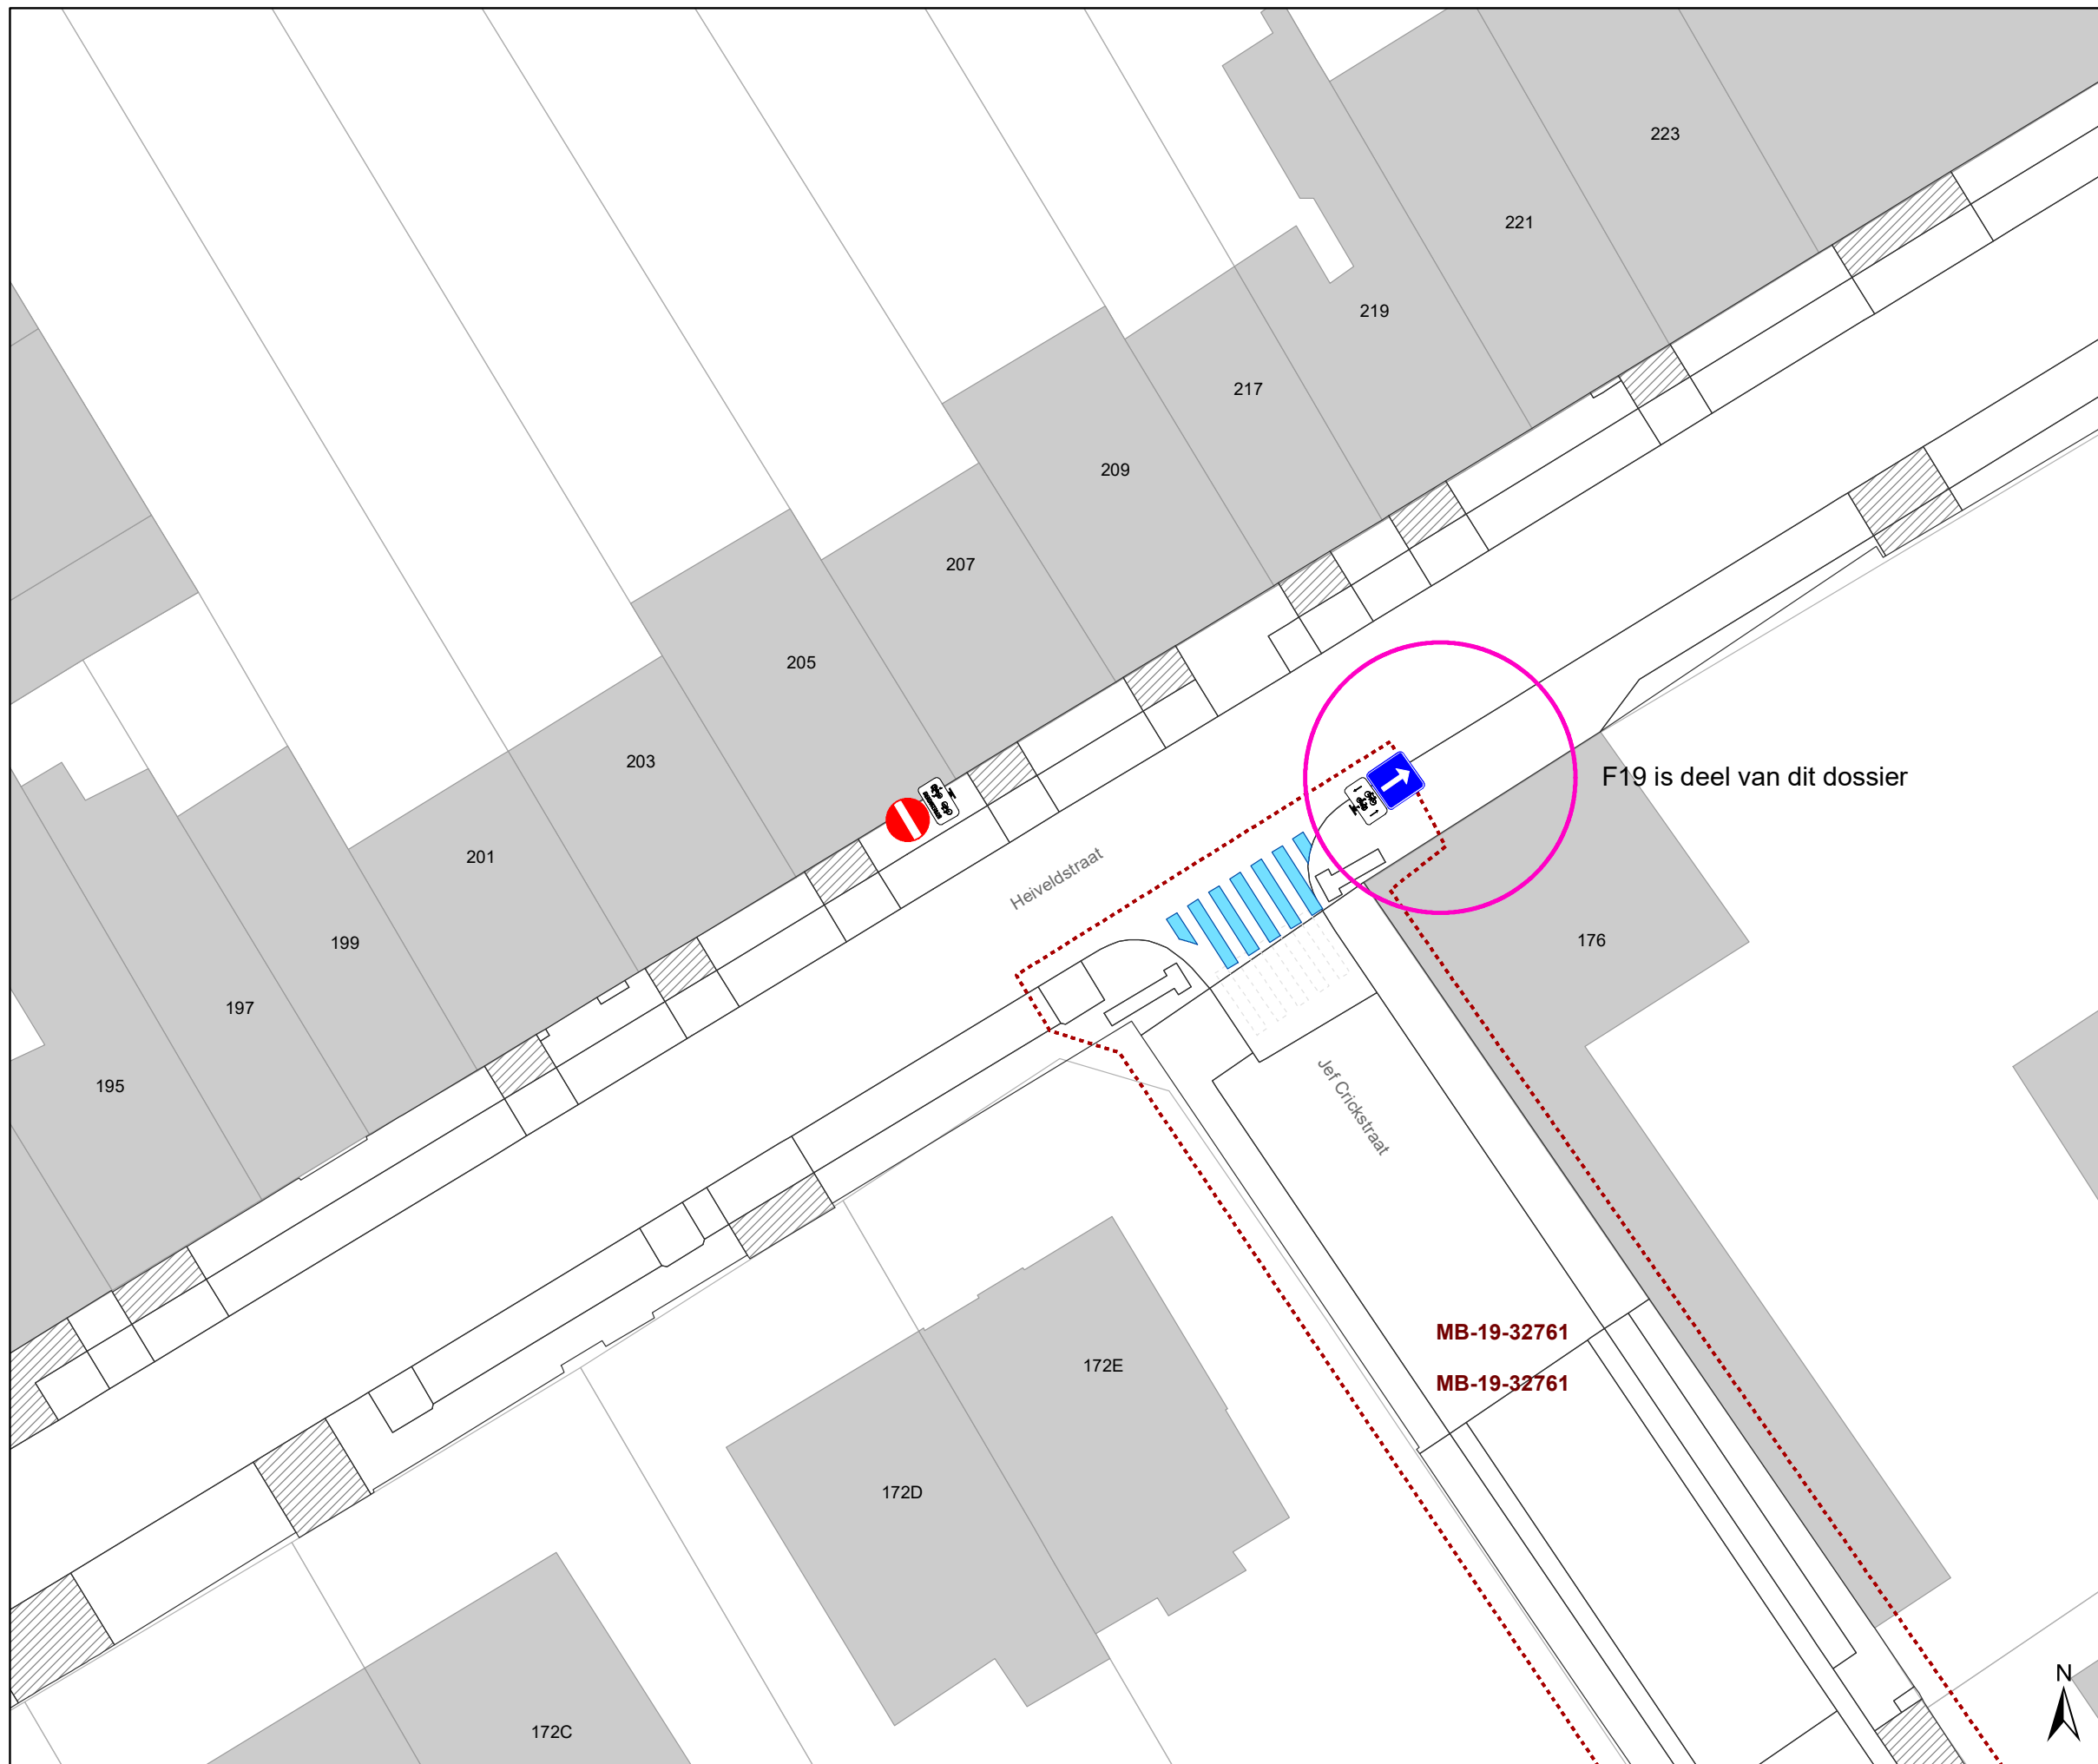 223
221
219
217
209
207
205
203
201
199
197
195
Heiveldstraat
F19 is deel van dit dossier
176
Jef Crickstraat
MB-19-32761
MB-19-32761
172E
172D
172C
N